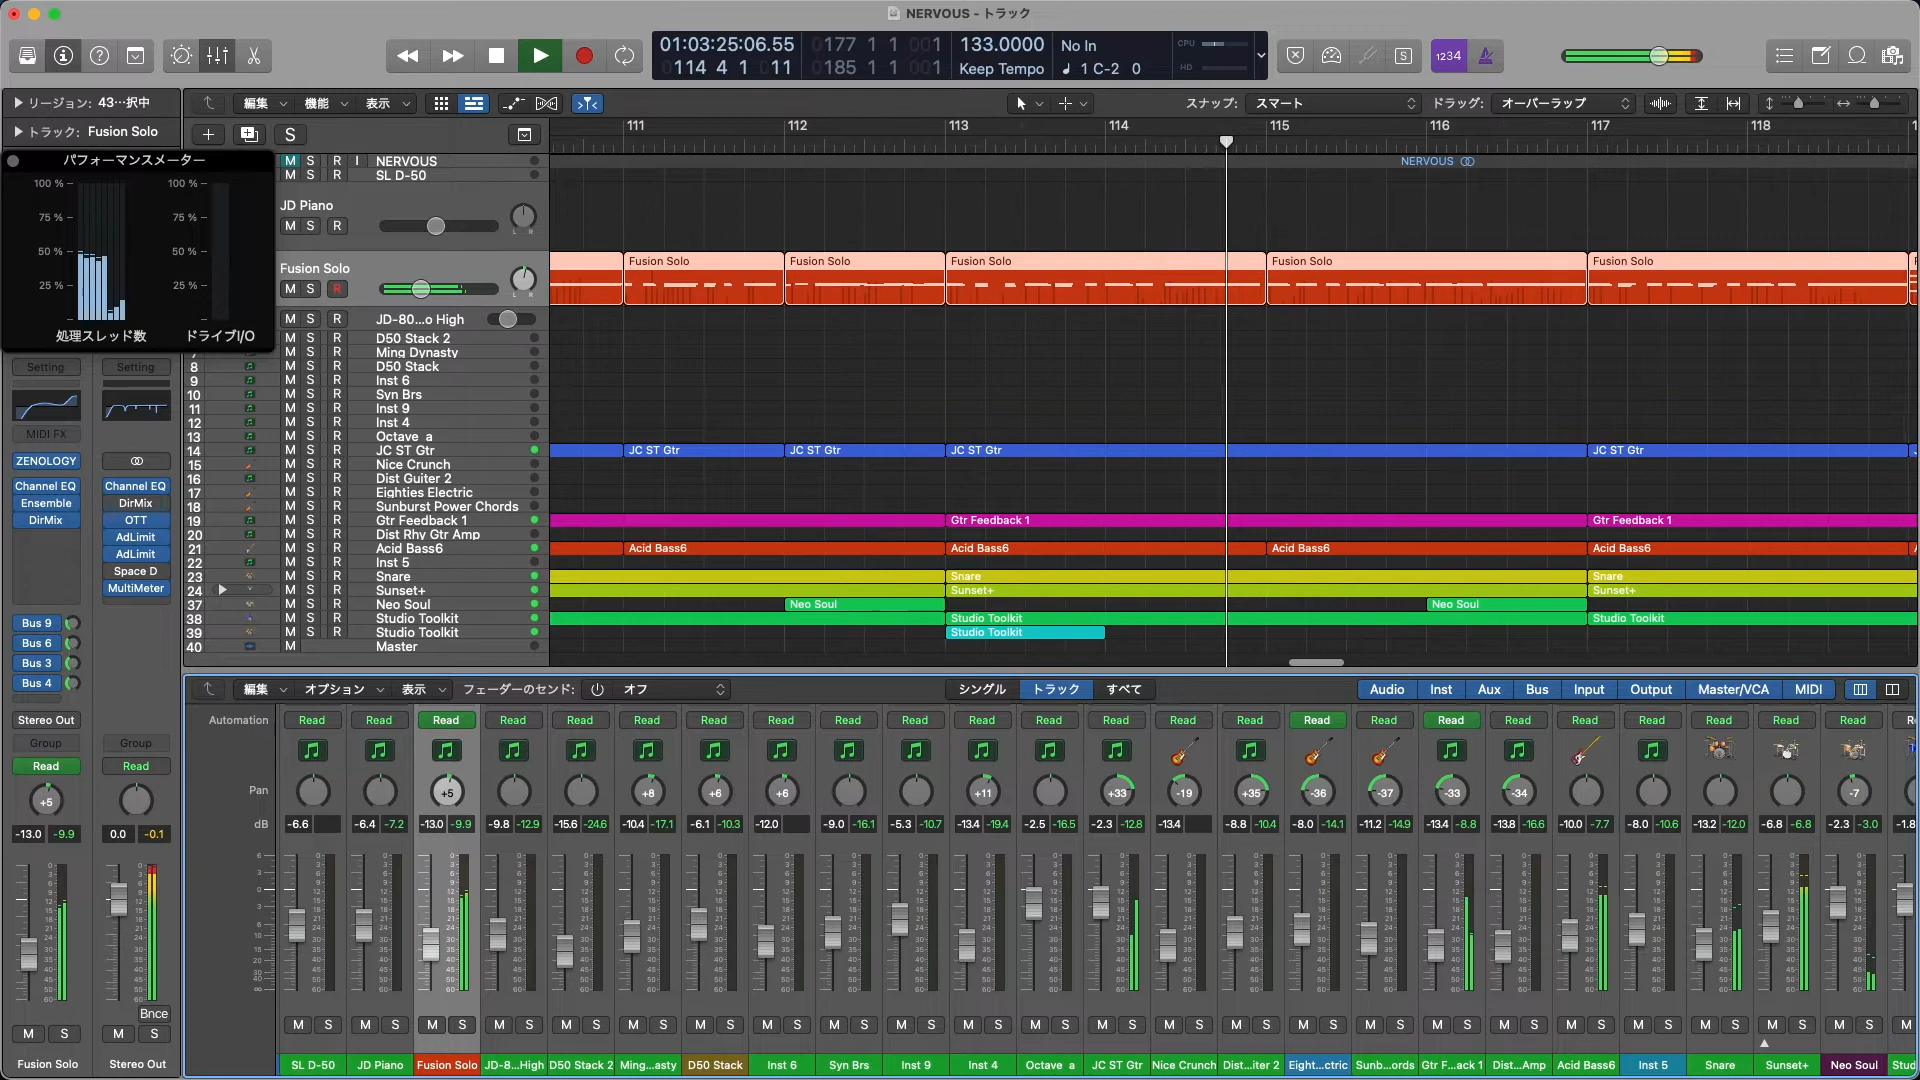 NERVOUS - トラック
01:03:25:06.55
114 4 1 011
0177 1 1 001
0185 1 1 001
133.0000
Keep Tempo
No In
♩ 1 C-2 0
CPU
HD
1234
リージョン: 43…択中
トラック: Fusion Solo
編集 機能 表示
スナップ: スマート
ドラッグ: オーバーラップ
S
111 112 113 114 115 116 117 118
パフォーマンスメーター
100 % 100 %
75 % 75 %
50 % 50 %
25 % 25 %
処理スレッド数 ドライブI/O
M S R I NERVOUS
NERVOUS
M S R SL D-50
JD Piano
M S R
L R
Fusion Solo
M S R
L R
Fusion Solo Fusion Solo Fusion Solo Fusion Solo Fusion Solo
M S R JD-80...o High
M S R D50 Stack 2
M S R Ming Dynasty
8 M S R D50 Stack
9 M S R Inst 6
10 M S R Syn Brs
11 M S R Inst 9
12 M S R Inst 4
13 M S R Octave a
14 M S R JC ST Gtr
JC ST Gtr JC ST Gtr JC ST Gtr JC ST Gtr
15 M S R Nice Crunch
16 M S R Dist Guiter 2
17 M S R Eighties Electric
18 M S R Sunburst Power Chords
19 M S R Gtr Feedback 1
Gtr Feedback 1 Gtr Feedback 1
20 M S R Dist Rhy Gtr Amp
21 M S R Acid Bass6
Acid Bass6 Acid Bass6 Acid Bass6 Acid Bass6
22 M S R Inst 5
23 M S R Snare
Snare Snare
24 M S R Sunset+
Sunset+ Sunset+
37 M S R Neo Soul
Neo Soul Neo Soul
38 M S R Studio Toolkit
Studio Toolkit Studio Toolkit
39 M S R Studio Toolkit
Studio Toolkit
40 M Master
Setting Setting
MIDI FX
ZENOLOGY
Channel EQ Channel EQ
Ensemble DirMix
DirMix OTT
AdLimit
AdLimit
Space D
MultiMeter
Bus 9
Bus 6
Bus 3
Bus 4
Stereo Out
Group Group
Read Read
+5
-13.0 -9.9 0.0 -0.1
Bnce
M S M S
Fusion Solo Stereo Out
編集 オプション 表示 フェーダーのセンド: オフ
シングル トラック すべて
Audio Inst Aux Bus Input Output Master/VCA MIDI
Automation Read Read Read Read Read Read Read Read Read Read Read Read Read Read Read Read Read Read Read Read Read Read Read Read
Pan +5 +8 +6 +6 +11 +33 -19 +35 -36 -37 -33 -34 -7
dB -6.6 -6.4 -7.2 -13.0 -9.9 -9.8 -12.9 -15.6 -24.6 -10.4 -17.1 -6.1 -10.3 -12.0 -9.0 -16.1 -5.3 -10.7 -13.4 -19.4 -2.5 -16.5 -2.3 -12.8 -13.4 -8.8 -10.4 -8.0 -14.1 -11.2 -14.9 -13.4 -8.8 -13.8 -16.6 -10.0 -7.7 -8.0 -10.6 -13.2 -12.0 -6.8 -6.8 -2.3 -3.0 -1.8
M S M S M S M S M S M S M S M S M S M S M S M S M S M S M S M S M S M S M S M S M S M S M S M S M
SL D-50 JD Piano Fusion Solo JD-8...High D50 Stack 2 Ming...asty D50 Stack Inst 6 Syn Brs Inst 9 Inst 4 Octave a JC ST Gtr Nice Crunch Dist...iter 2 Eight...ctric Sunb...ords Gtr F...ack 1 Dist...Amp Acid Bass6 Inst 5 Snare Sunset+ Neo Soul Stud